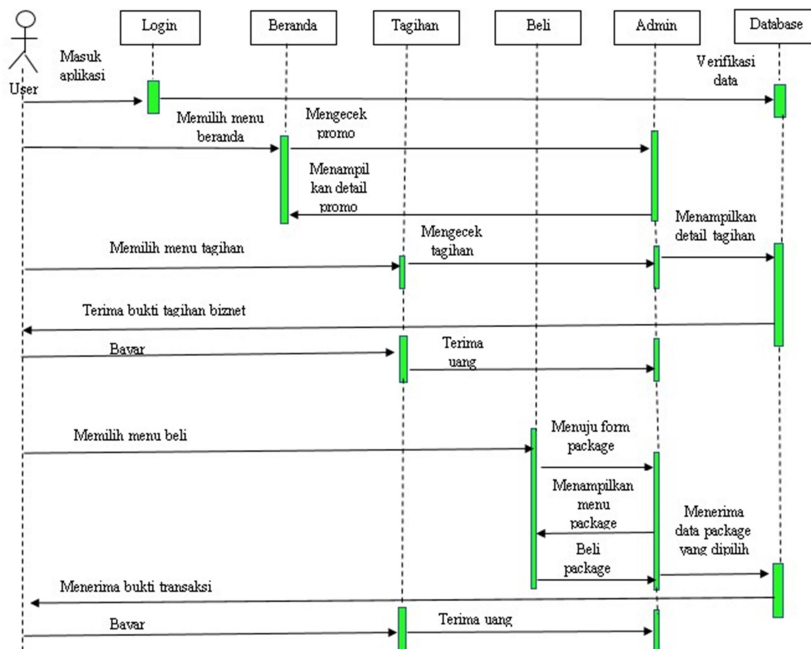 Login
Beranda
Tagihan
Beli
Admin
Database
User
Masuk
aplikasi
Verifikasi
data
Memilih menu
beranda
Mengecek
promo
Menampil
kan detail
promo
Memilih menu tagihan
Mengecek
tagihan
Menampilkan
detail tagihan
Terima bukti tagihan biznet
Bayar
Terima
uang
Memilih menu beli
Menuju form
package
Menampilkan
menu
package
Beli
package
Menerima
data package
yang dipilih
Menerima bukti transaksi
Bayar
Terima uang